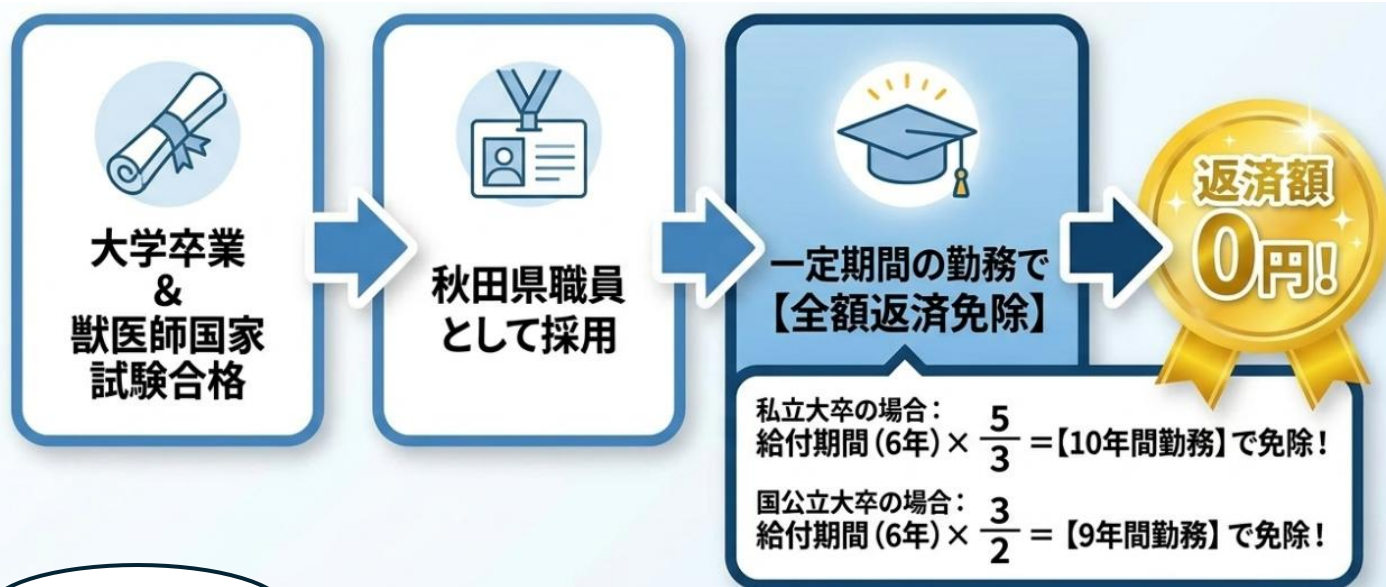 大学卒業
&
獣医師国家
試験合格
秋田県職員
として採用
一定期間の勤務で
【全額返済免除】
返済額
0円!
私立大卒の場合：
給付期間（6年）× 5/3 =【10年間勤務】で免除！
国公立大卒の場合：
給付期間（6年）× 3/2 =【9年間勤務】で免除！